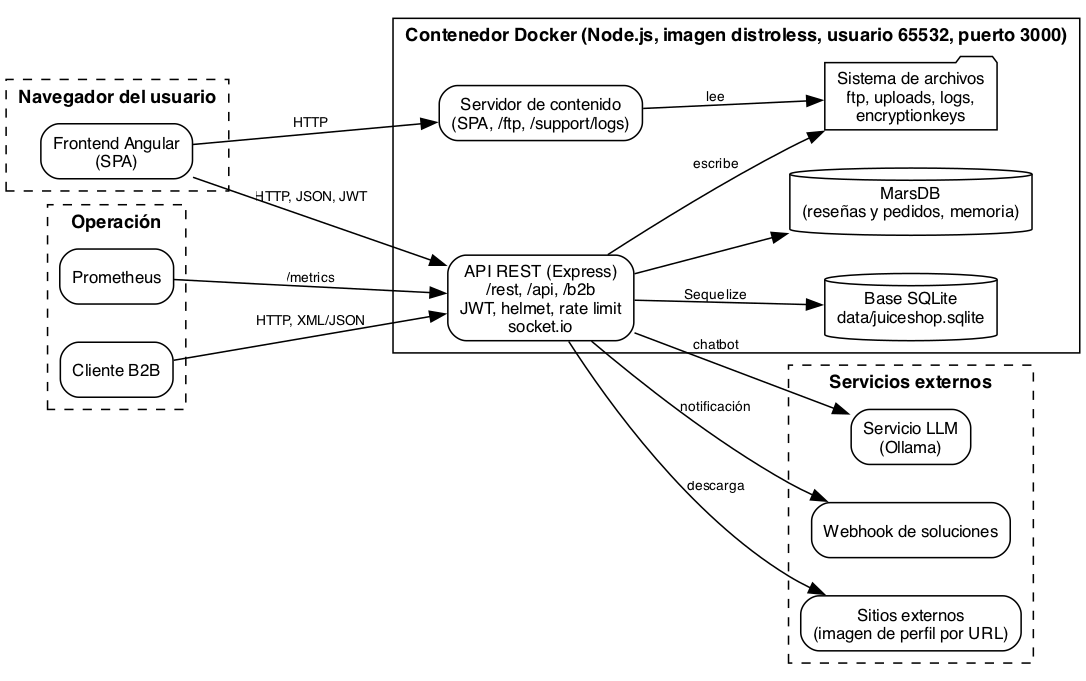 Contenedor Docker (Node.js, imagen distroless, usuario 65532, puerto 3000)
Navegador del usuario
Frontend Angular
(SPA)
HTTP
HTTP, JSON, JWT
Servidor de contenido
(SPA, /ftp, /support/logs)
lee
Sistema de archivos
ftp, uploads, logs,
encryptionkeys
escribe
MarsDB
(reseñas y pedidos, memoria)
Operación
Prometheus
/metrics
Cliente B2B
HTTP, XML/JSON
API REST (Express)
/rest, /api, /b2b
JWT, helmet, rate limit
socket.io
Sequelize
Base SQLite
data/juiceshop.sqlite
chatbot
notificación
descarga
Servicios externos
Servicio LLM
(Ollama)
Webhook de soluciones
Sitios externos
(imagen de perfil por URL)